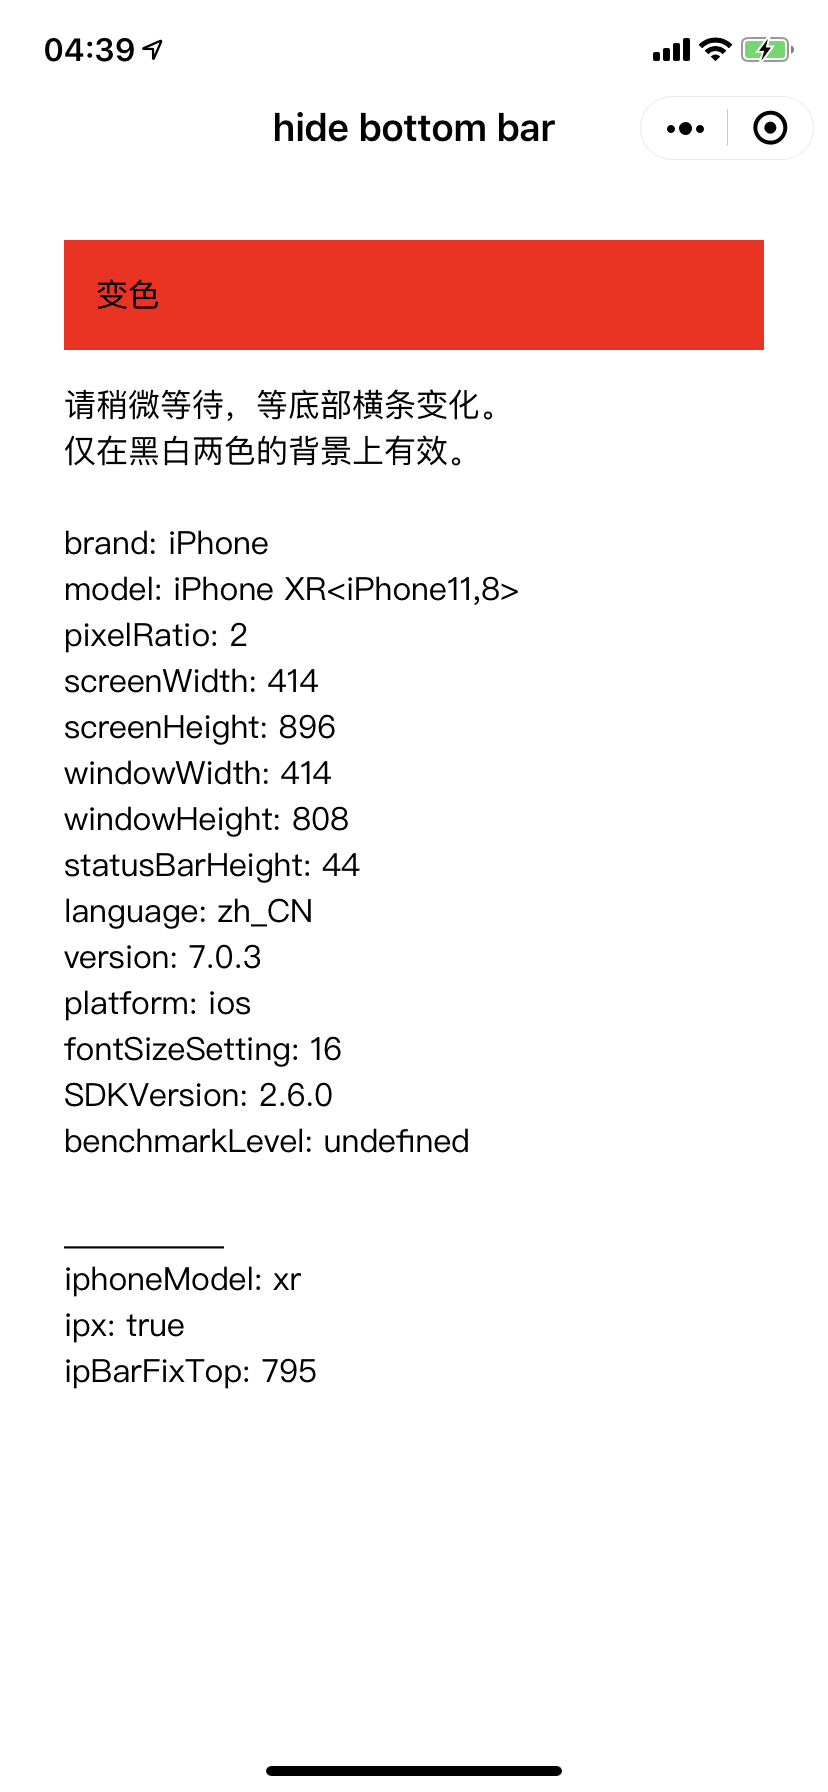 04:39
hide bottom bar
变色
请稍微等待，等底部横条变化。
仅在黑白两色的背景上有效。
brand: iPhone
model: iPhone XR<iPhone11,8>
pixelRatio: 2
screenWidth: 414
screenHeight: 896
windowWidth: 414
windowHeight: 808
statusBarHeight: 44
language: zh_CN
version: 7.0.3
platform: ios
fontSizeSetting: 16
SDKVersion: 2.6.0
benchmarkLevel: undefined
__________
iphoneModel: xr
ipx: true
ipBarFixTop: 795